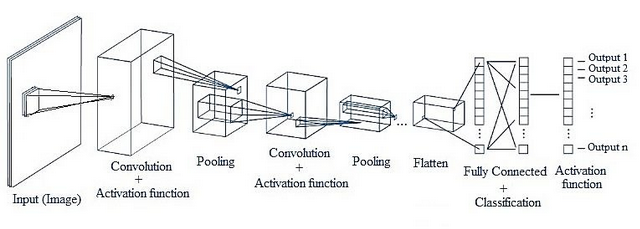 Input (Image)
Convolution
+
Activation function
Pooling
Convolution
+
Activation function
Pooling
...
Flatten
Fully Connected
+
Classification
Activation
function
Output 1
Output 2
Output 3
Output n